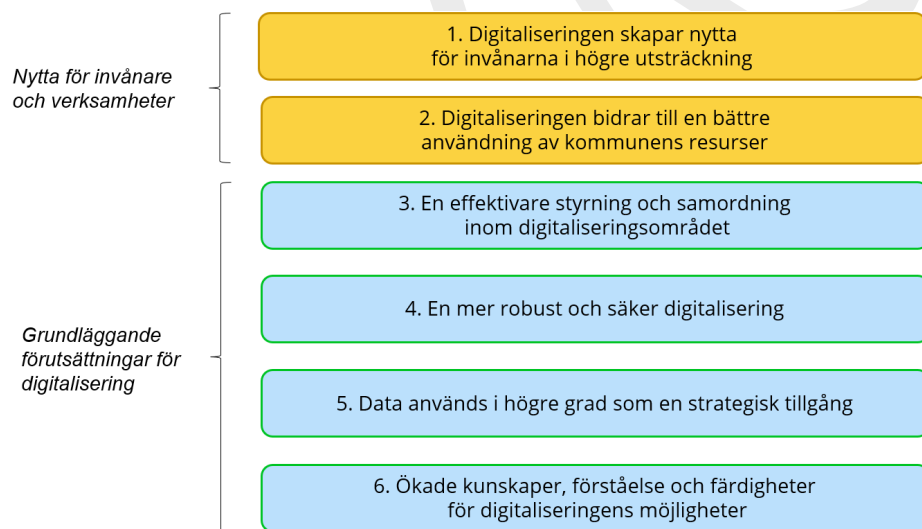 1. Digitaliseringen skapar nytta
för invånarna i högre utsträckning
Nytta för invånare
och verksamheter
2. Digitaliseringen bidrar till en bättre
användning av kommunens resurser
3. En effektivare styrning och samordning
inom digitaliseringsområdet
4. En mer robust och säker digitalisering
Grundläggande
förutsättningar för
digitalisering
5. Data används i högre grad som en strategisk tillgång
6. Ökade kunskaper, förståelse och färdigheter
för digitaliseringens möjligheter